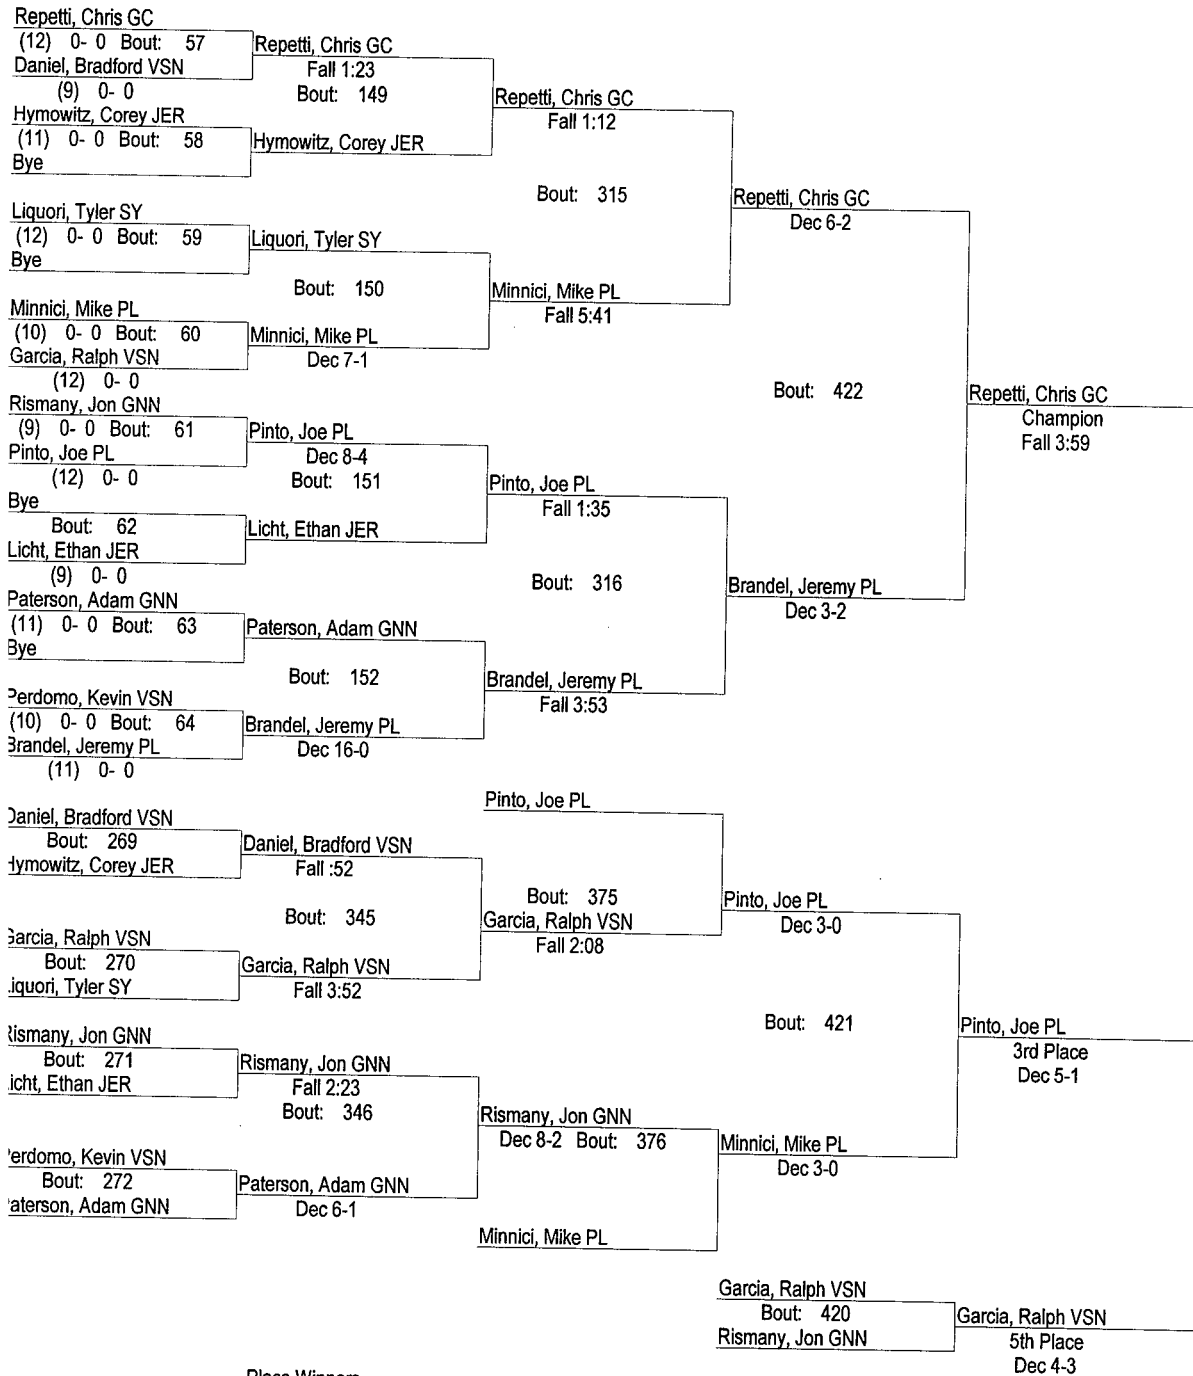 Repetti, Chris GC
(12) 0- 0 Bout: 57
Daniel, Bradford VSN
(9) 0- 0
Hymowitz, Corey JER
(11) 0- 0 Bout: 58
Bye
Liquori, Tyler SY
(12) 0- 0 Bout: 59
Bye
Minnici, Mike PL
(10) 0- 0 Bout: 60
Garcia, Ralph VSN
(12) 0- 0
Rismany, Jon GNN
(9) 0- 0 Bout: 61
Pinto, Joe PL
(12) 0- 0
Bye
Bout: 62
Licht, Ethan JER
(9) 0- 0
Paterson, Adam GNN
(11) 0- 0 Bout: 63
Bye
Perdomo, Kevin VSN
(10) 0- 0 Bout: 64
Brandel, Jeremy PL
(11) 0- 0
Repetti, Chris GC
Fall 1:23
Bout: 149
Hymowitz, Corey JER
Liquori, Tyler SY
Bout: 150
Minnici, Mike PL
Dec 7-1
Pinto, Joe PL
Dec 8-4
Bout: 151
Licht, Ethan JER
Paterson, Adam GNN
Bout: 152
Brandel, Jeremy PL
Dec 16-0
Repetti, Chris GC
Fall 1:12
Bout: 315
Minnici, Mike PL
Fall 5:41
Pinto, Joe PL
Fall 1:35
Bout: 316
Brandel, Jeremy PL
Fall 3:53
Repetti, Chris GC
Dec 6-2
Bout: 422
Brandel, Jeremy PL
Dec 3-2
Repetti, Chris GC
Champion
Fall 3:59
Daniel, Bradford VSN
Bout: 269
Hymowitz, Corey JER
Garcia, Ralph VSN
Bout: 270
Liquori, Tyler SY
Rismany, Jon GNN
Bout: 271
Licht, Ethan JER
Perdomo, Kevin VSN
Bout: 272
Paterson, Adam GNN
Daniel, Bradford VSN
Fall :52
Bout: 345
Garcia, Ralph VSN
Fall 3:52
Rismany, Jon GNN
Fall 2:23
Bout: 346
Paterson, Adam GNN
Dec 6-1
Pinto, Joe PL
Bout: 375
Garcia, Ralph VSN
Fall 2:08
Rismany, Jon GNN
Dec 8-2 Bout: 376
Minnici, Mike PL
Pinto, Joe PL
Dec 3-0
Bout: 421
Minnici, Mike PL
Dec 3-0
Pinto, Joe PL
3rd Place
Dec 5-1
Garcia, Ralph VSN
Bout: 420
Rismany, Jon GNN
Garcia, Ralph VSN
5th Place
Dec 4-3
Place Winners